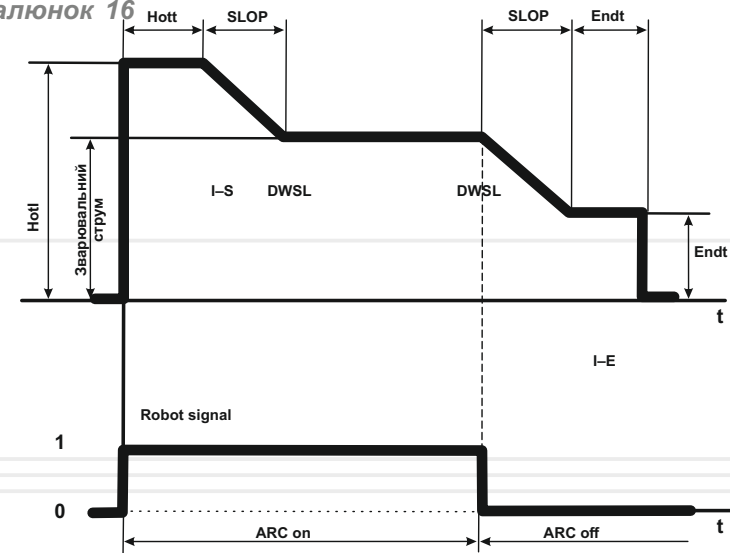 алюнок 16
Hott
SLOP
SLOP
Endt
Hotl
Зварювальний
струм
I–S
DWSL
DWSL
Endt
t
I–E
Robot signal
1
0
t
ARC on
ARC off